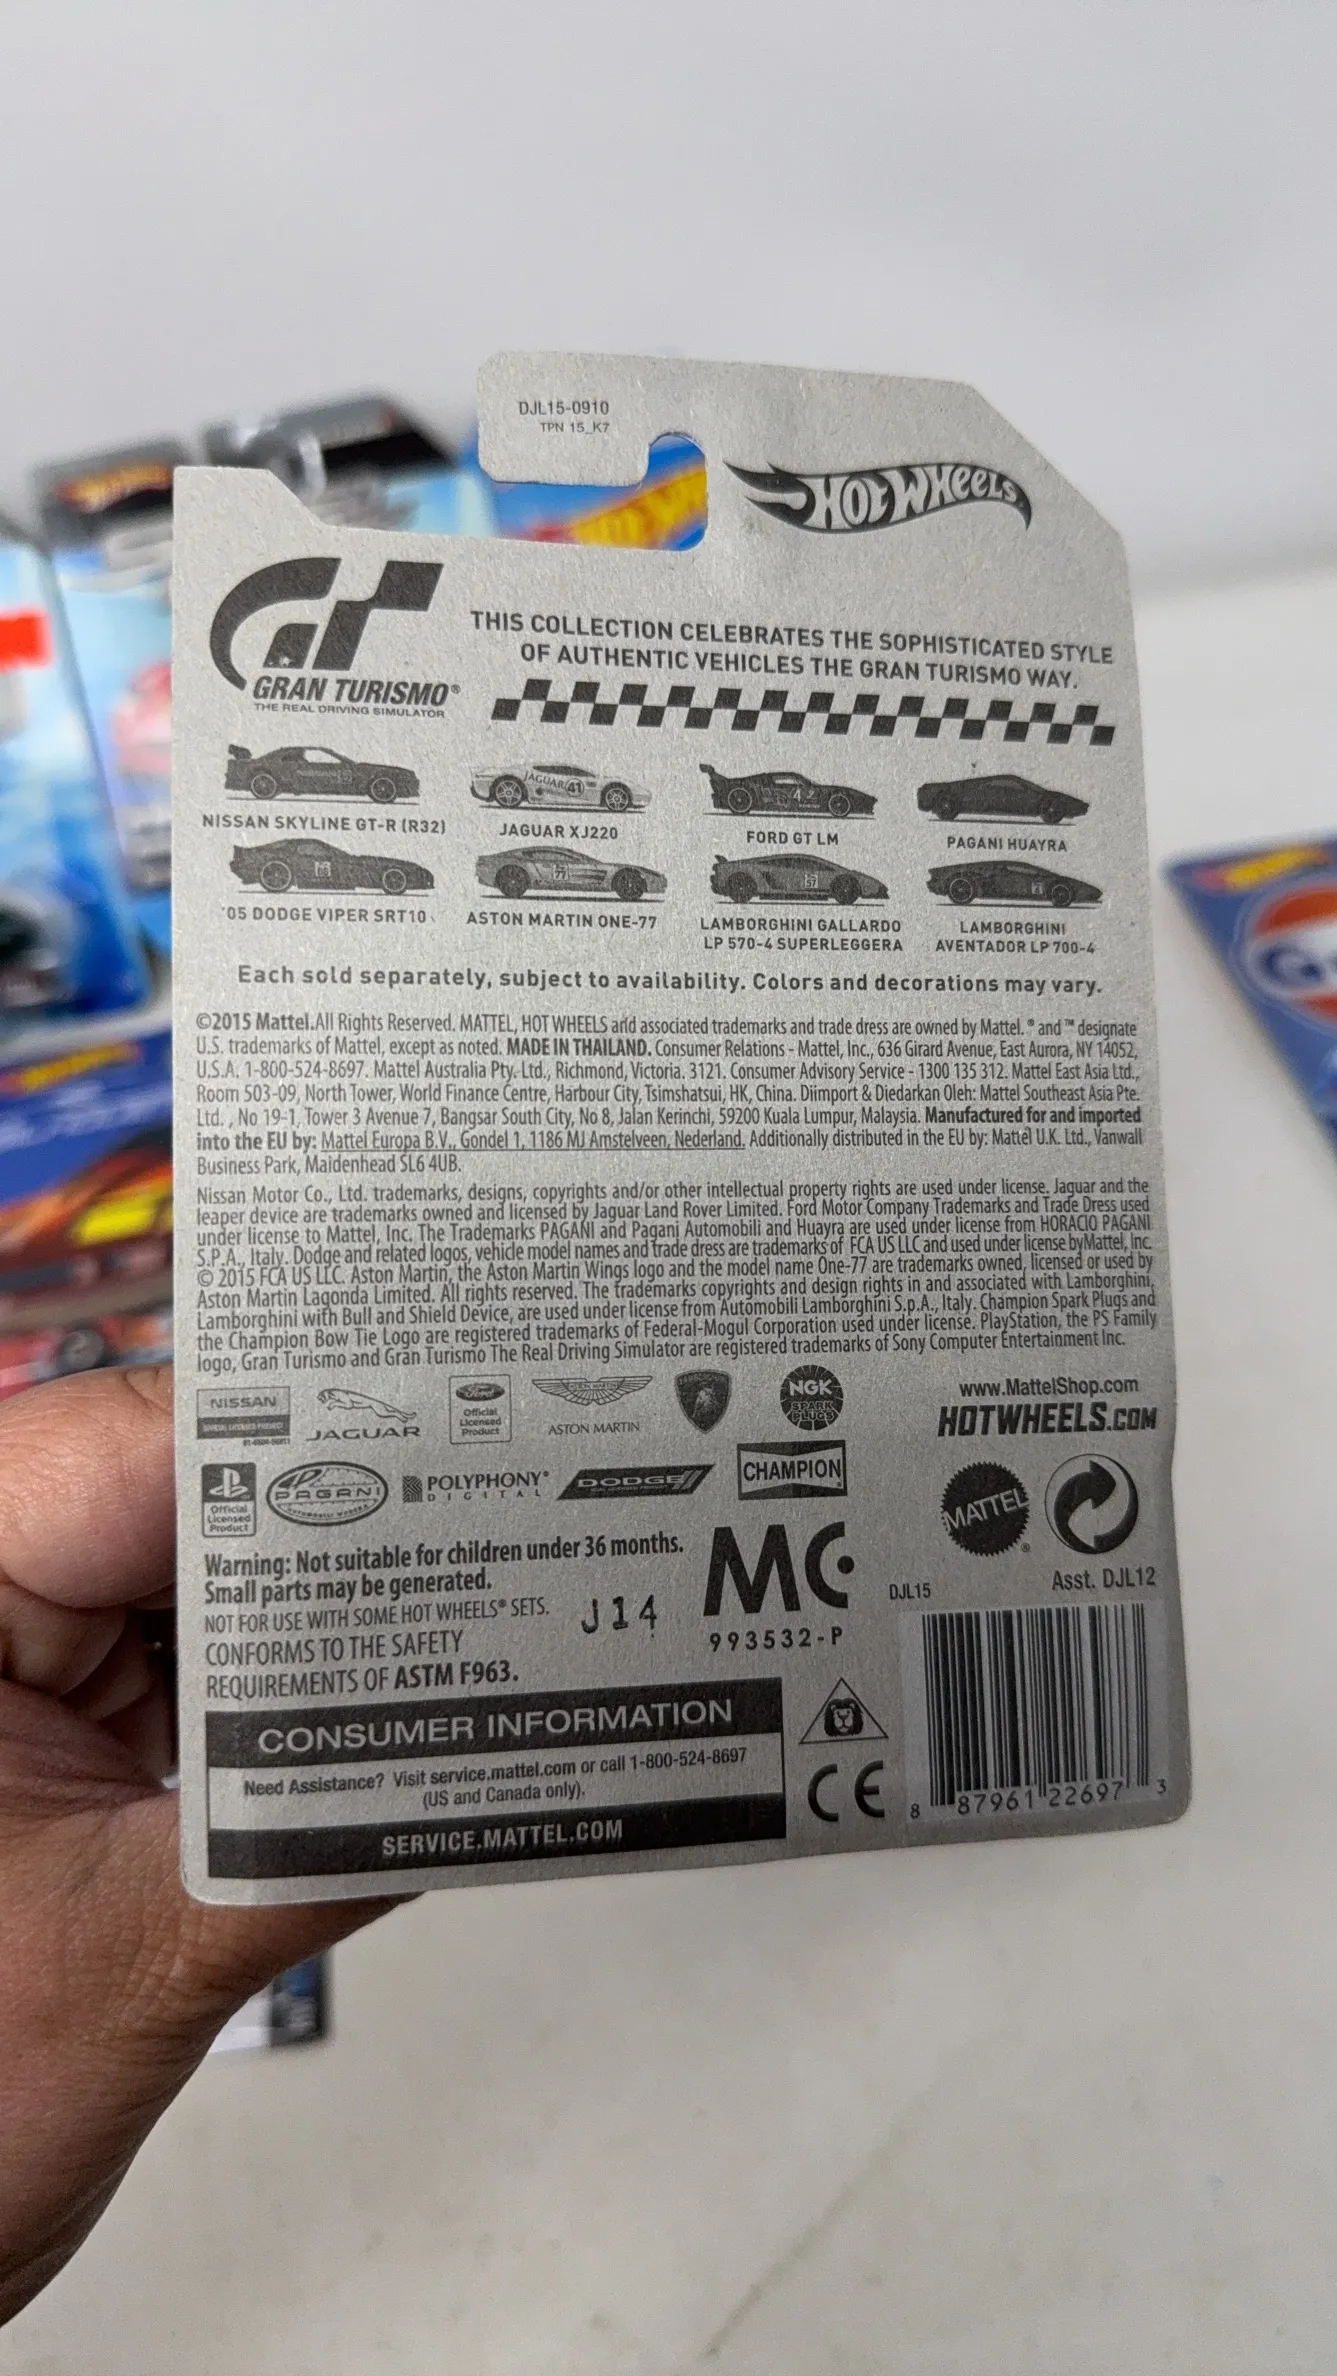 DJL15-0910
TPN 15_K7
HOT WHEELS
GRAN TURISMO®
THE REAL DRIVING SIMULATOR
THIS COLLECTION CELEBRATES THE SOPHISTICATED STYLE
OF AUTHENTIC VEHICLES THE GRAN TURISMO WAY.
NISSAN SKYLINE GT-R (R32)
JAGUAR XJ220
FORD GT LM
PAGANI HUAYRA
'05 DODGE VIPER SRT10
ASTON MARTIN ONE-77
LAMBORGHINI GALLARDO
LP 570-4 SUPERLEGGERA
LAMBORGHINI
AVENTADOR LP 700-4
Each sold separately, subject to availability. Colors and decorations may vary.
©2015 Mattel.All Rights Reserved. MATTEL, HOT WHEELS and associated trademarks and trade dress are owned by Mattel. ® and ™ designate
U.S. trademarks of Mattel, except as noted. MADE IN THAILAND. Consumer Relations - Mattel, Inc., 636 Girard Avenue, East Aurora, NY 14052,
U.S.A. 1-800-524-8697. Mattel Australia Pty. Ltd., Richmond, Victoria. 3121. Consumer Advisory Service - 1300 135 312. Mattel East Asia Ltd.,
Room 503-09, North Tower, World Finance Centre, Harbour City, Tsimshatsui, HK, China. Diimport & Diedarkan Oleh: Mattel Southeast Asia Pte.
Ltd. , No 19-1, Tower 3 Avenue 7, Bangsar South City, No 8, Jalan Kerinchi, 59200 Kuala Lumpur, Malaysia. Manufactured for and imported
into the EU by: Mattel Europa B.V., Gondel 1, 1186 MJ Amstelveen, Nederland. Additionally distributed in the EU by: Mattel U.K. Ltd., Vanwall
Business Park, Maidenhead SL6 4UB.
Nissan Motor Co., Ltd. trademarks, designs, copyrights and/or other intellectual property rights are used under license. Jaguar and the
leaper device are trademarks owned and licensed by Jaguar Land Rover Limited. Ford Motor Company Trademarks and Trade Dress used
under license to Mattel, Inc. The Trademarks PAGANI and Pagani Automobili and Huayra are used under license from HORACIO PAGANI
S.P.A., Italy. Dodge and related logos, vehicle model names and trade dress are trademarks of FCA US LLC and used under license by Mattel, Inc.
© 2015 FCA US LLC. Aston Martin, the Aston Martin Wings logo and the model name One-77 are trademarks owned, licensed or used by
Aston Martin Lagonda Limited. All rights reserved. The trademarks copyrights and design rights in and associated with Lamborghini,
Lamborghini with Bull and Shield Device, are used under license from Automobili Lamborghini S.p.A., Italy. Champion Spark Plugs and
the Champion Bow Tie Logo are registered trademarks of Federal-Mogul Corporation used under license. PlayStation, the PS Family
logo, Gran Turismo and Gran Turismo The Real Driving Simulator are registered trademarks of Sony Computer Entertainment Inc.
NISSAN
JAGUAR
Ford
Official
Licensed
Product
ASTON MARTIN
NGK
SPARK
PLUGS
www.MattelShop.com
HOTWHEELS.COM
Official
Licensed
Product
PAGANI
POLYPHONY®
DIGITAL
DODGE
CHAMPION
MATTEL
Warning: Not suitable for children under 36 months.
Small parts may be generated.
NOT FOR USE WITH SOME HOT WHEELS® SETS.
CONFORMS TO THE SAFETY
REQUIREMENTS OF ASTM F963.
J14
MC
993532-P
DJL15
Asst. DJL12
CONSUMER INFORMATION
Need Assistance? Visit service.mattel.com or call 1-800-524-8697
(US and Canada only).
SERVICE.MATTEL.COM
CE
8 87961 22697 3